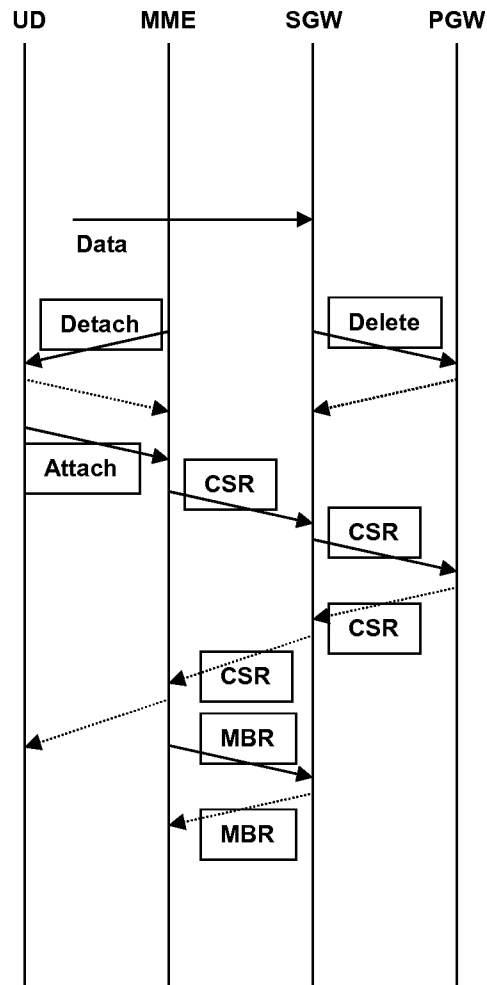 UD MME SGW PGW
Data
Detach Delete
Attach
CSR
CSR
CSR
CSR
MBR
MBR